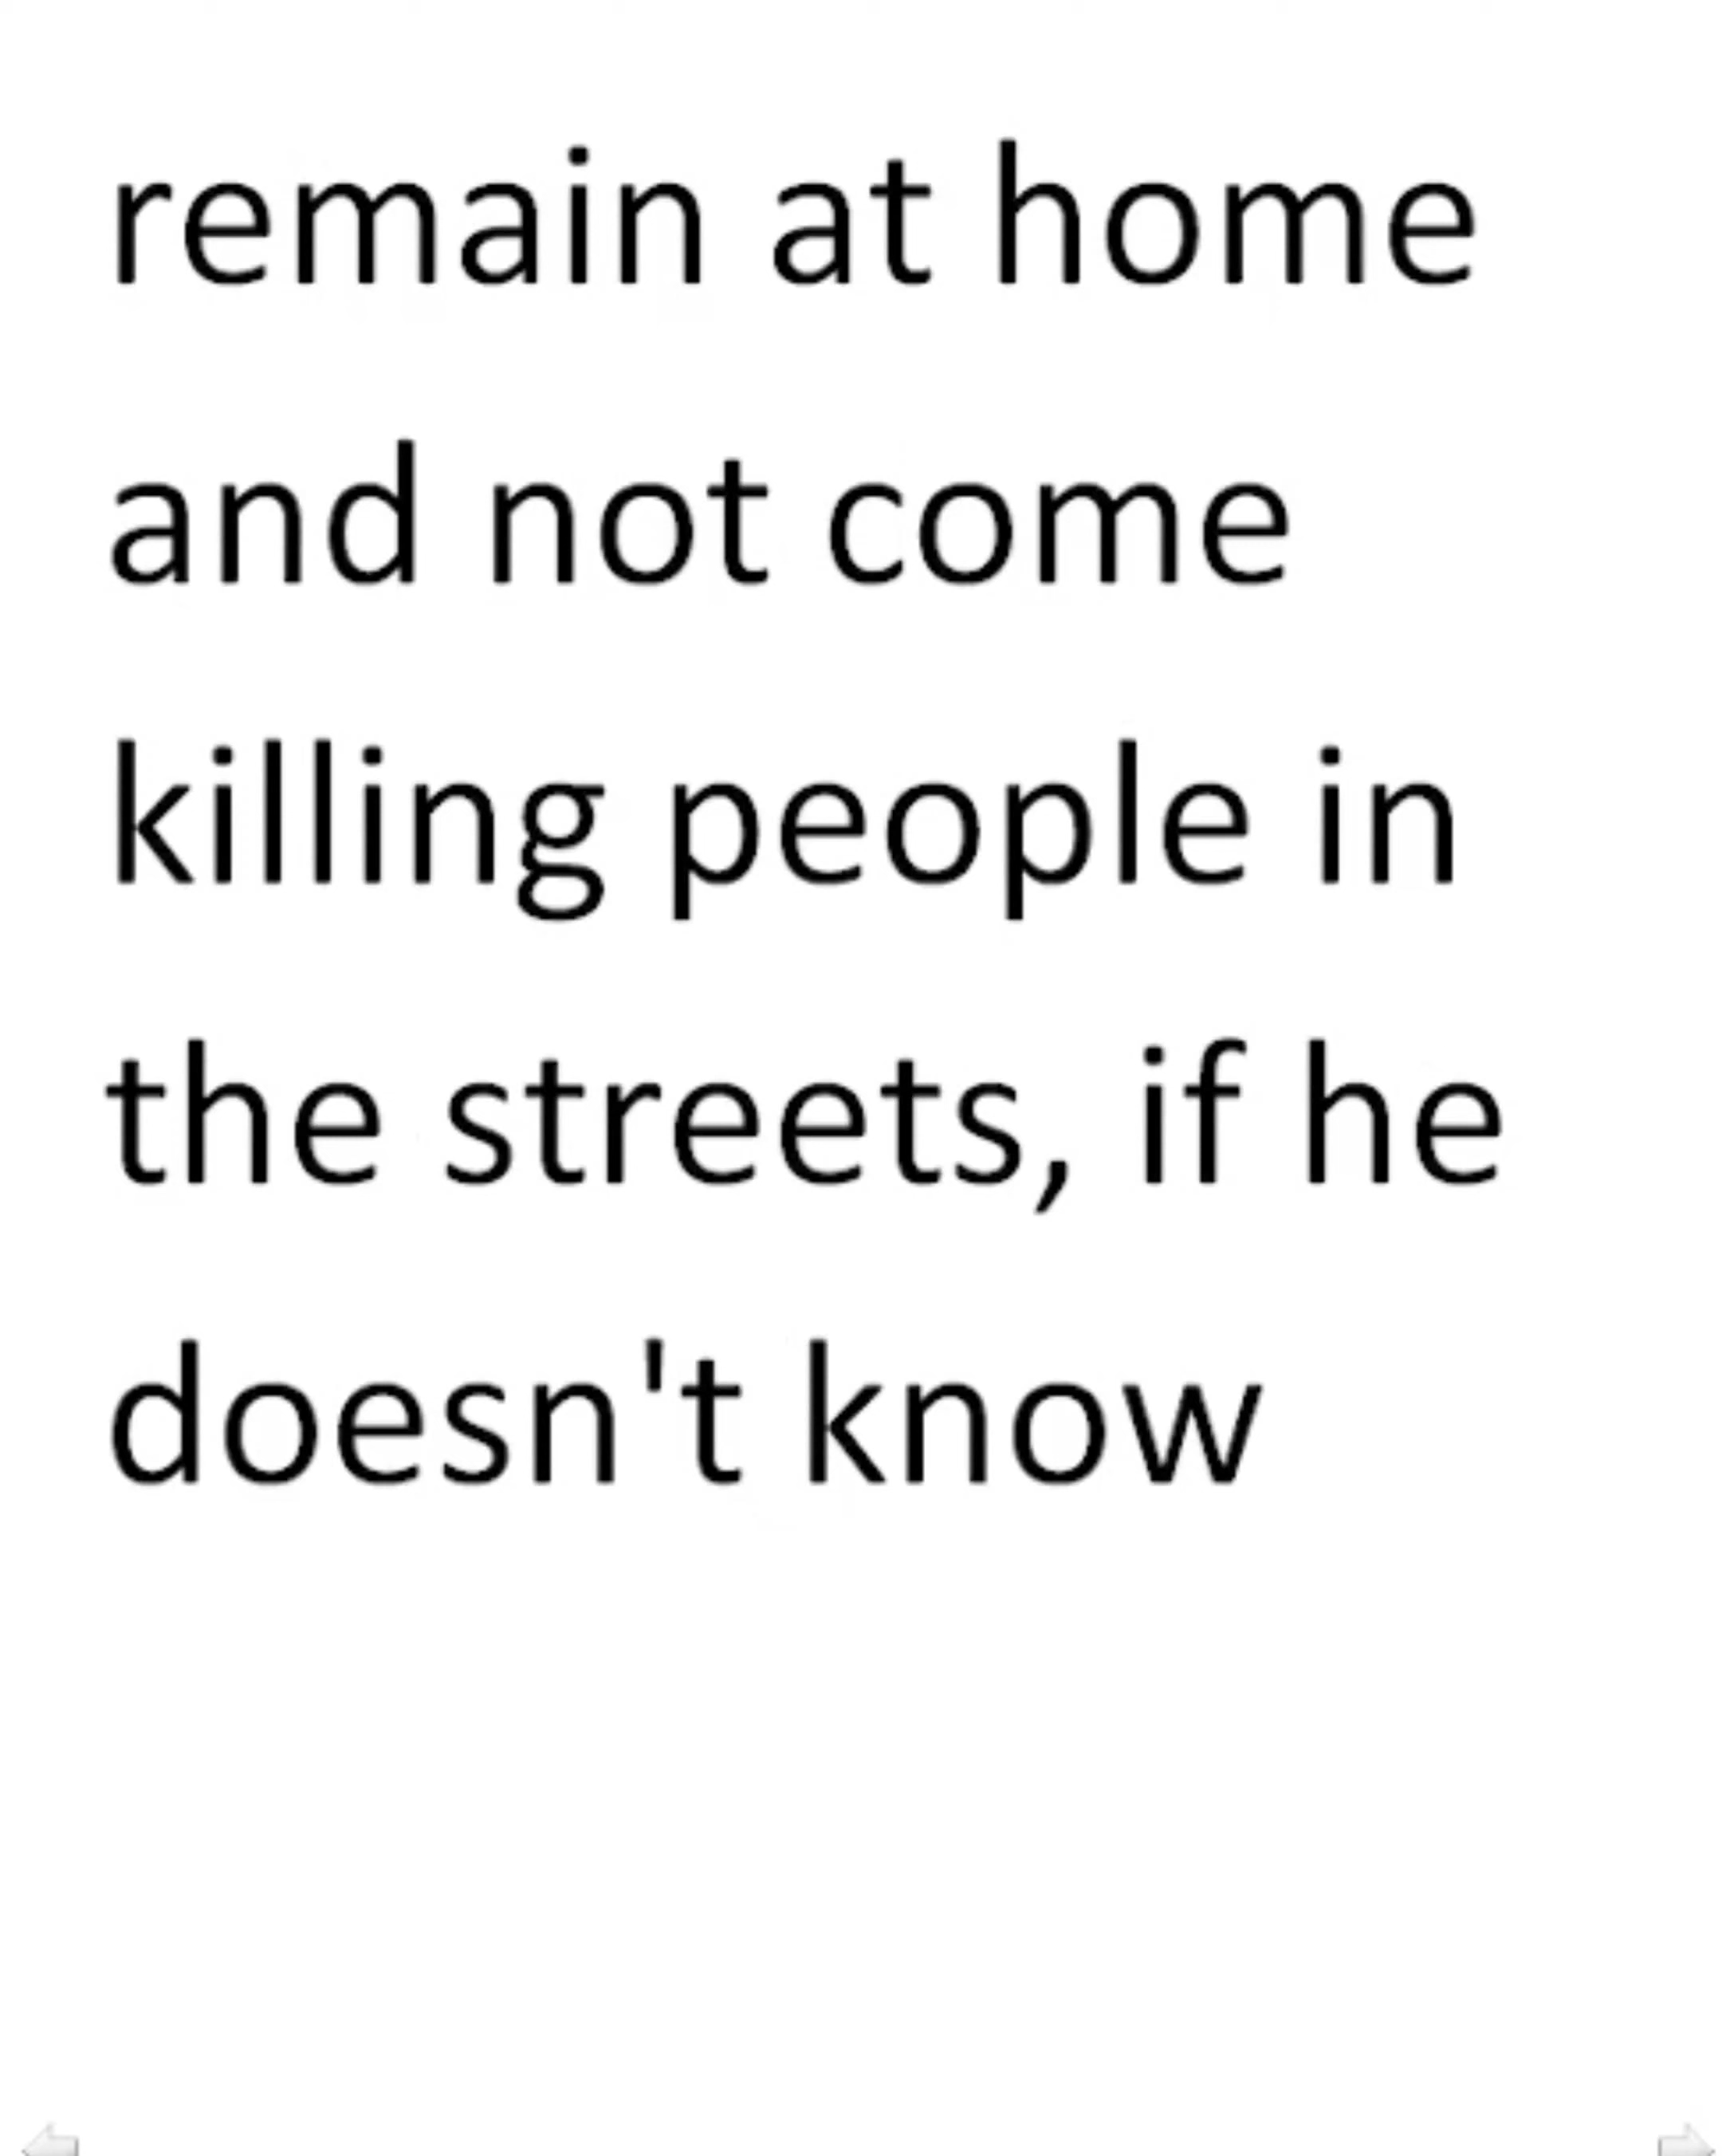 remain at home
and not come
killing people in
the streets, if he
doesn't know